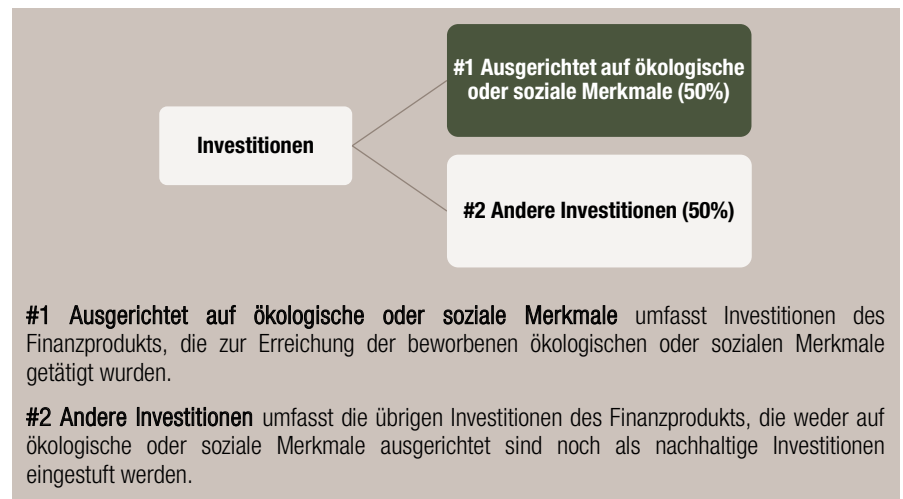 #1 Ausgerichtet auf ökologische
oder soziale Merkmale (50%)
Investitionen
#2 Andere Investitionen (50%)
#1 Ausgerichtet auf ökologische oder soziale Merkmale umfasst Investitionen des
Finanzprodukts, die zur Erreichung der beworbenen ökologischen oder sozialen Merkmale
getätigt wurden.
#2 Andere Investitionen umfasst die übrigen Investitionen des Finanzprodukts, die weder auf
ökologische oder soziale Merkmale ausgerichtet sind noch als nachhaltige Investitionen
eingestuft werden.